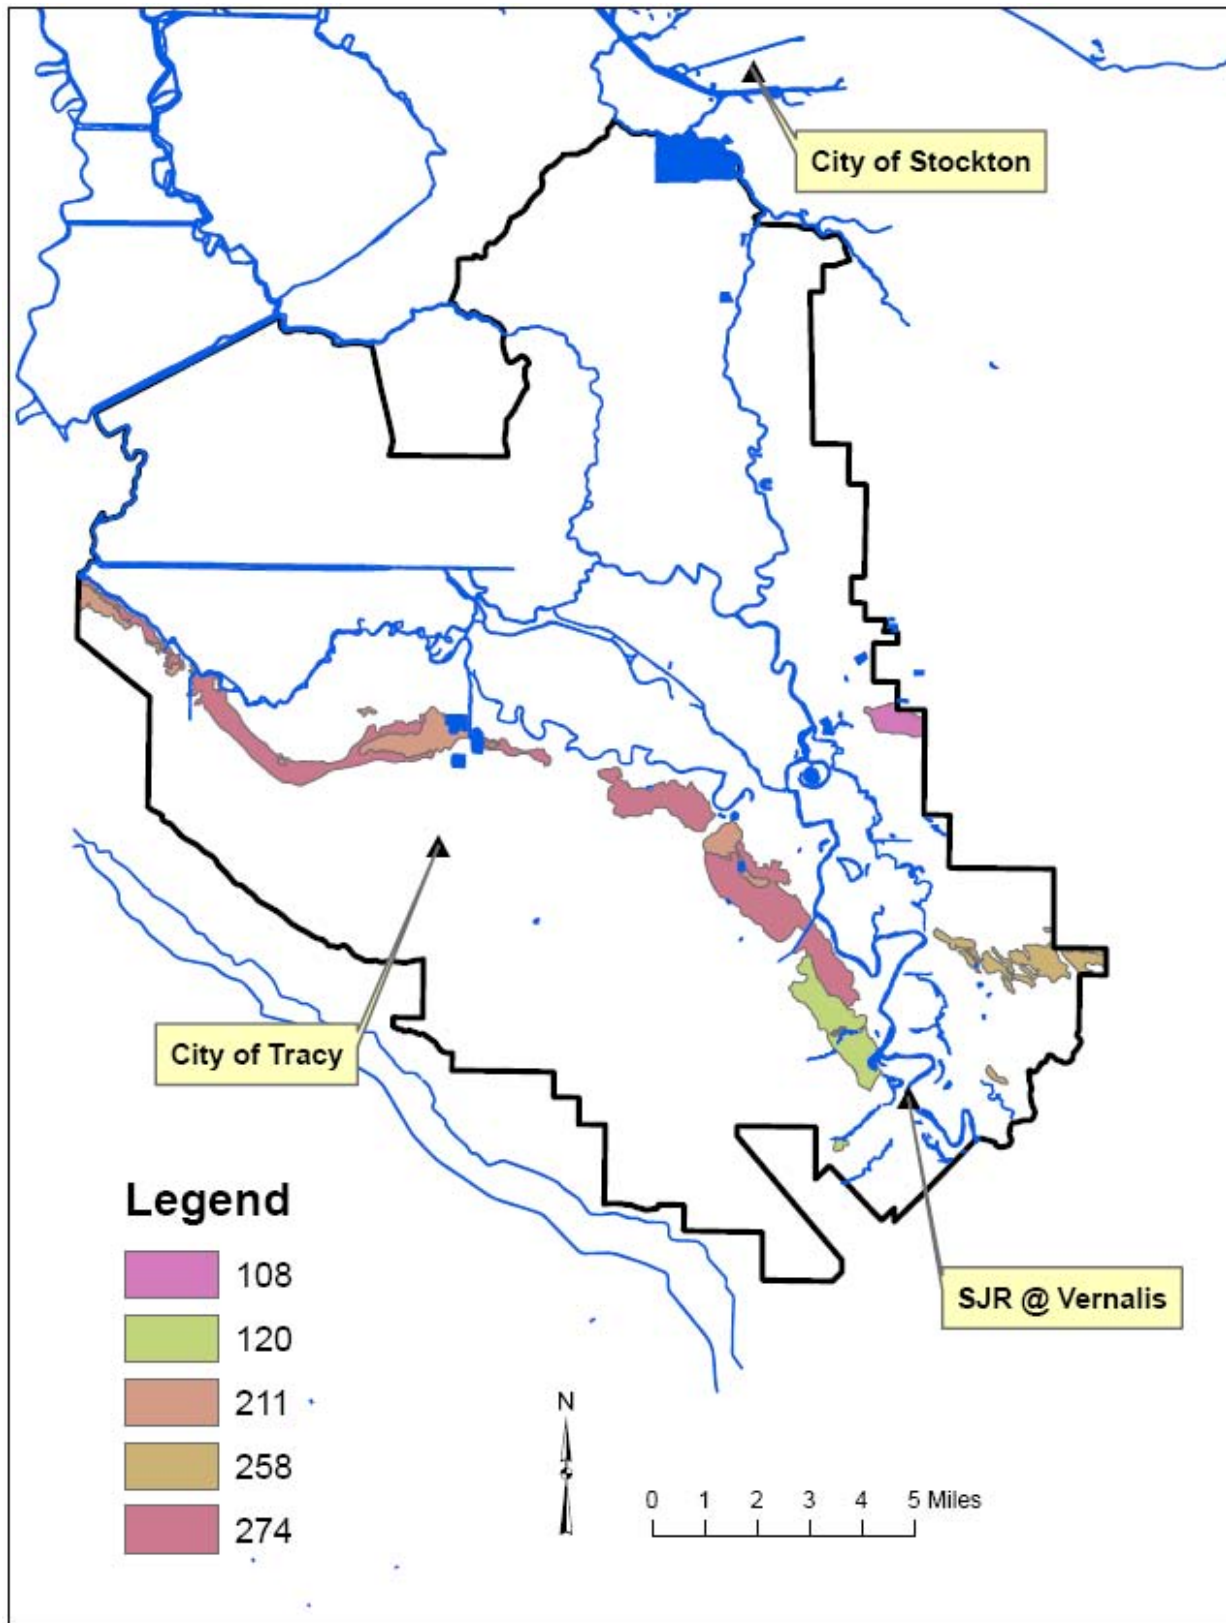 City of Stockton
City of Tracy
SJR @ Vernalis
Legend
108
120
211
258
274
N
0 1 2 3 4 5 Miles